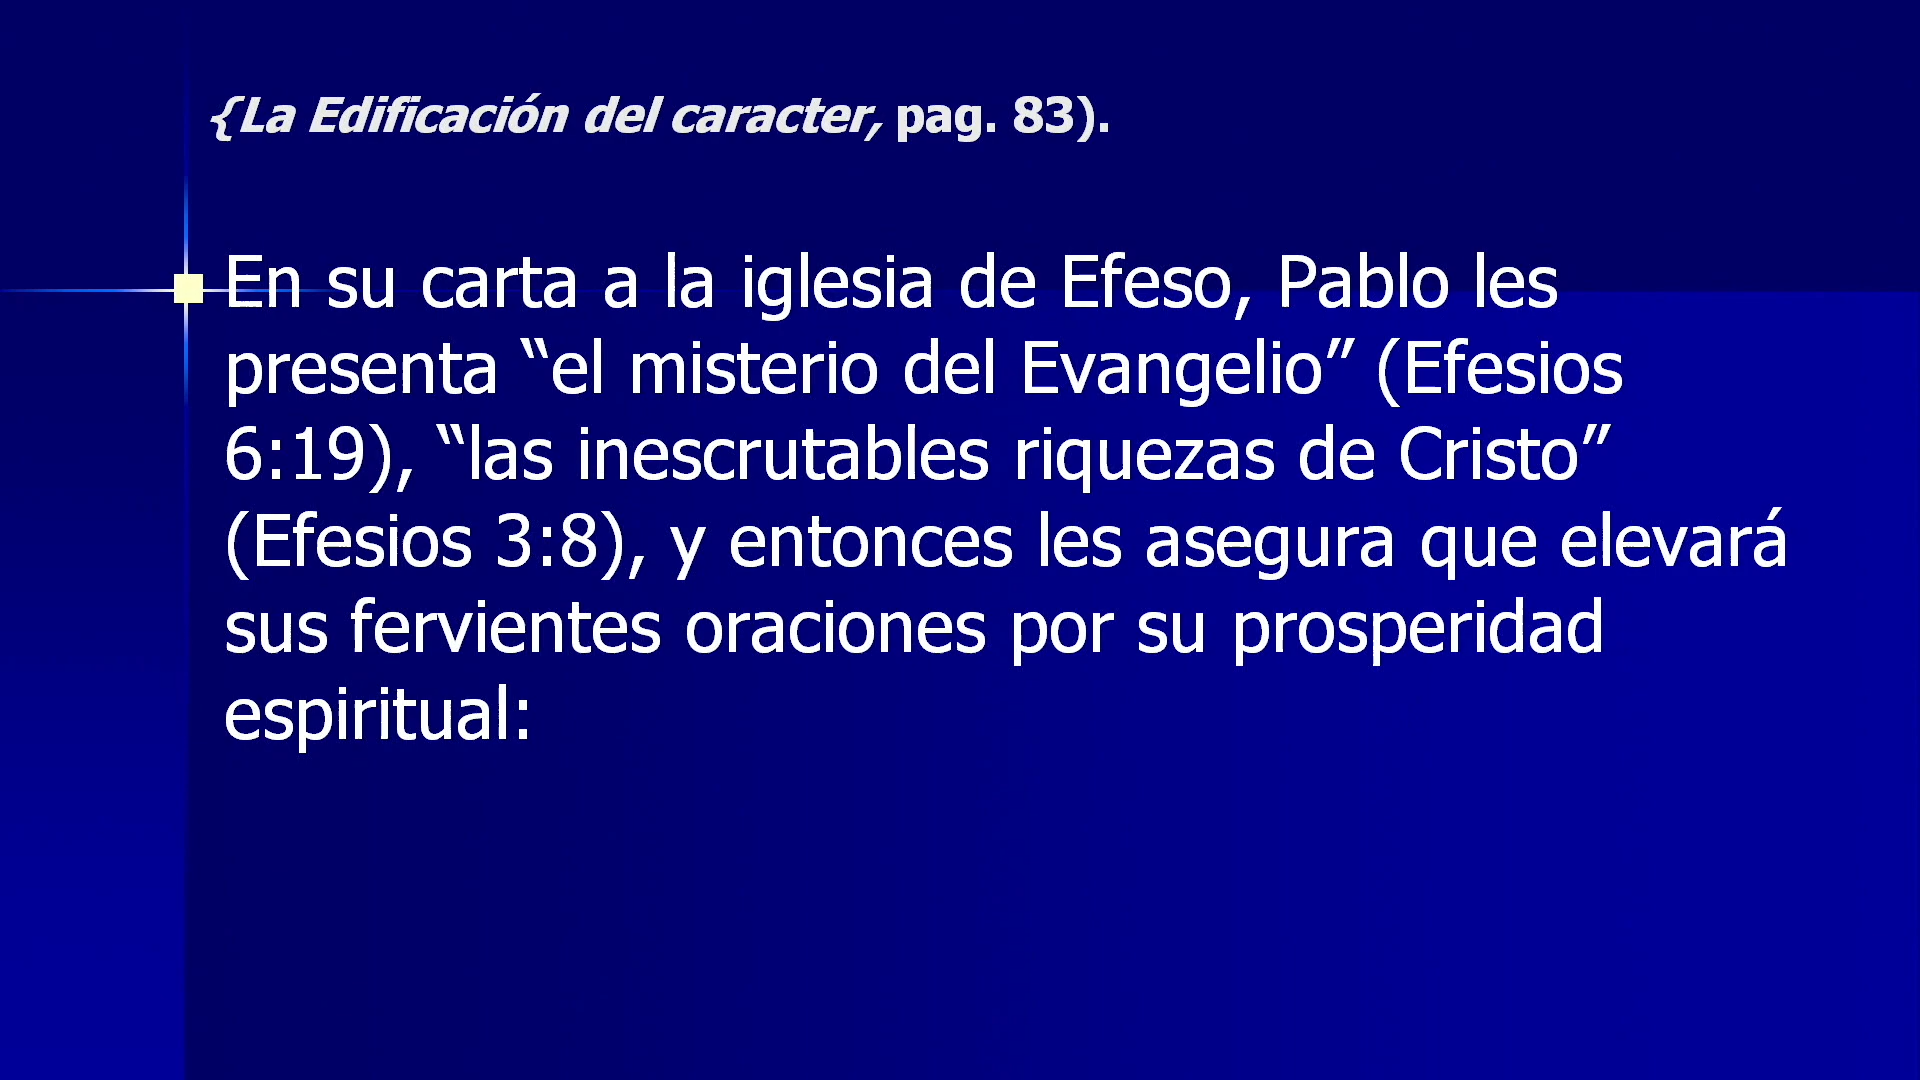 {La Edificación del caracter, pag. 83).
En su carta a la iglesia de Efeso, Pablo les
presenta “el misterio del Evangelio” (Efesios
6:19), “las inescrutables riquezas de Cristo”
(Efesios 3:8), y entonces les asegura que elevará
sus fervientes oraciones por su prosperidad
espiritual: